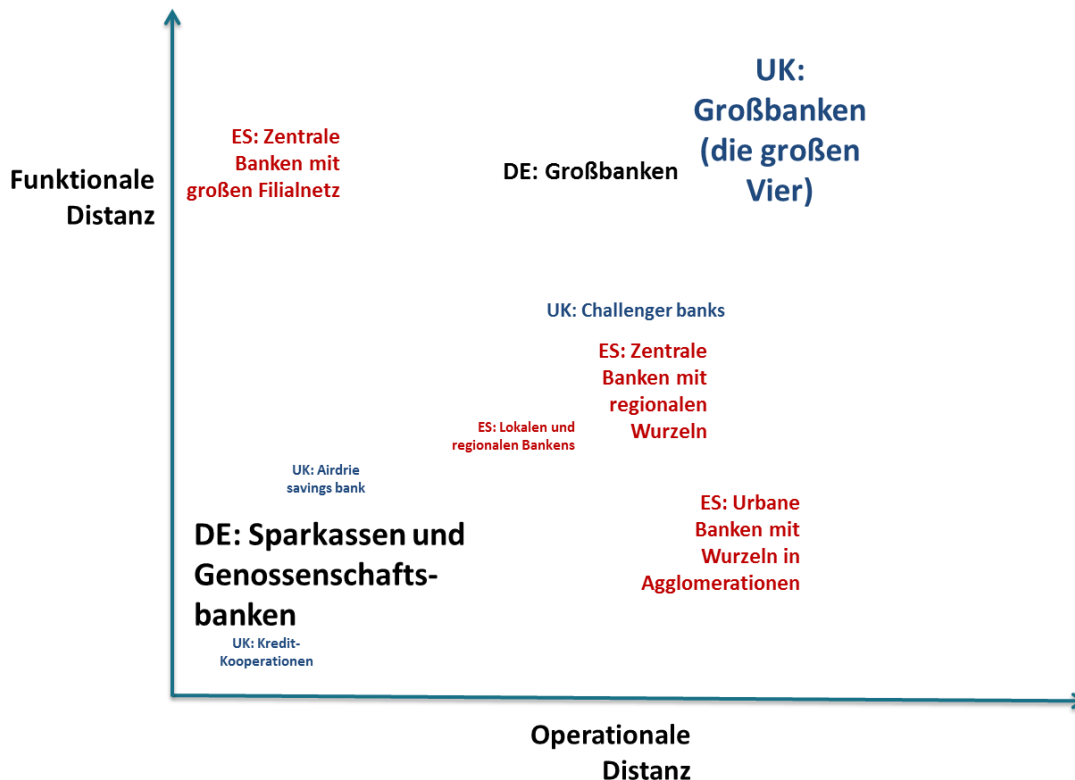 UK:
Großbanken
(die großen
Vier)
ES: Zentrale
Banken mit
großen Filialnetz
DE: Großbanken
Funktionale
Distanz
UK: Challenger banks
ES: Zentrale
Banken mit
regionalen
Wurzeln
ES: Lokalen und
regionalen Bankens
UK: Airdrie
savings bank
ES: Urbane
Banken mit
Wurzeln in
Agglomerationen
DE: Sparkassen und
Genossenschafts-
banken
UK: Kredit-
Kooperationen
Operationale
Distanz